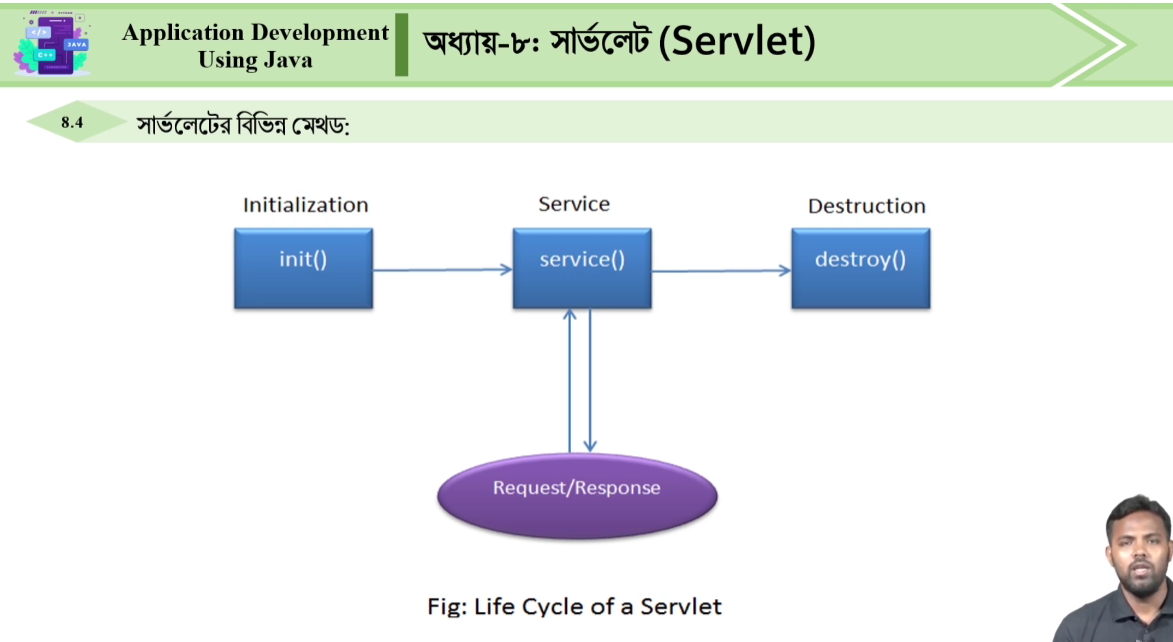 Application Development
Using Java
অধ্যায়-৮: সার্ভলেট (Servlet)
</>
JAVA
C++
8.4
সার্ভলেটের বিভিন্ন মেথড:
Initialization
Service
Destruction
init()
service()
destroy()
Request/Response
Fig: Life Cycle of a Servlet